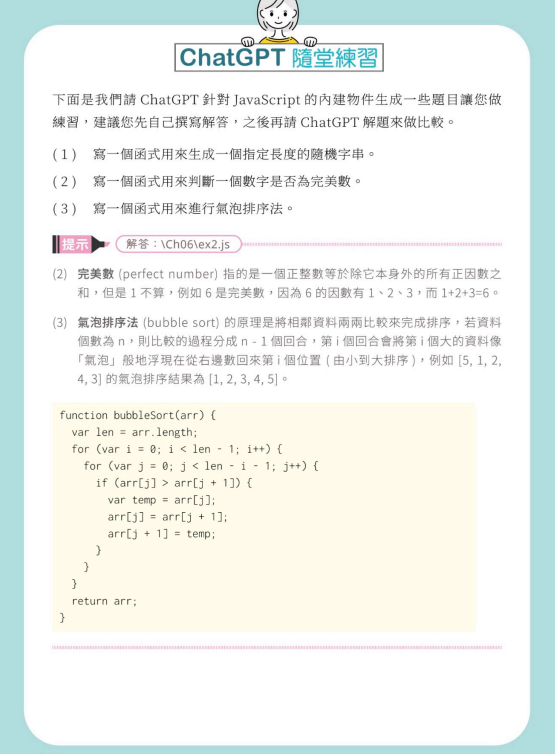 ChatGPT 隨堂練習
下面是我們請 ChatGPT 針對 JavaScript 的內建物件生成一些題目讓您做
練習，建議您先自己撰寫解答，之後再請 ChatGPT 解題來做比較。
(1) 寫一個函式用來生成一個指定長度的隨機字串。
(2) 寫一個函式用來判斷一個數字是否為完美數。
(3) 寫一個函式用來進行氣泡排序法。
提示 解答：\Ch06\ex2.js
(2) 完美數 (perfect number) 指的是一個正整數等於除它本身外的所有正因數之
和，但是 1 不算，例如 6 是完美數，因為 6 的因數有 1、2、3，而 1+2+3=6。
(3) 氣泡排序法 (bubble sort) 的原理是將相鄰資料兩兩比較來完成排序，若資料
個數為 n，則比較的過程分成 n - 1 個回合，第 i 個回合會將第 i 個大的資料像
「氣泡」般地浮現在從右邊數回來第 i 個位置 ( 由小到大排序 )，例如 [5, 1, 2,
4, 3] 的氣泡排序結果為 [1, 2, 3, 4, 5]。
function bubbleSort(arr) {
  var len = arr.length;
  for (var i = 0; i < len - 1; i++) {
    for (var j = 0; j < len - i - 1; j++) {
      if (arr[j] > arr[j + 1]) {
        var temp = arr[j];
        arr[j] = arr[j + 1];
        arr[j + 1] = temp;
      }
    }
  }
  return arr;
}